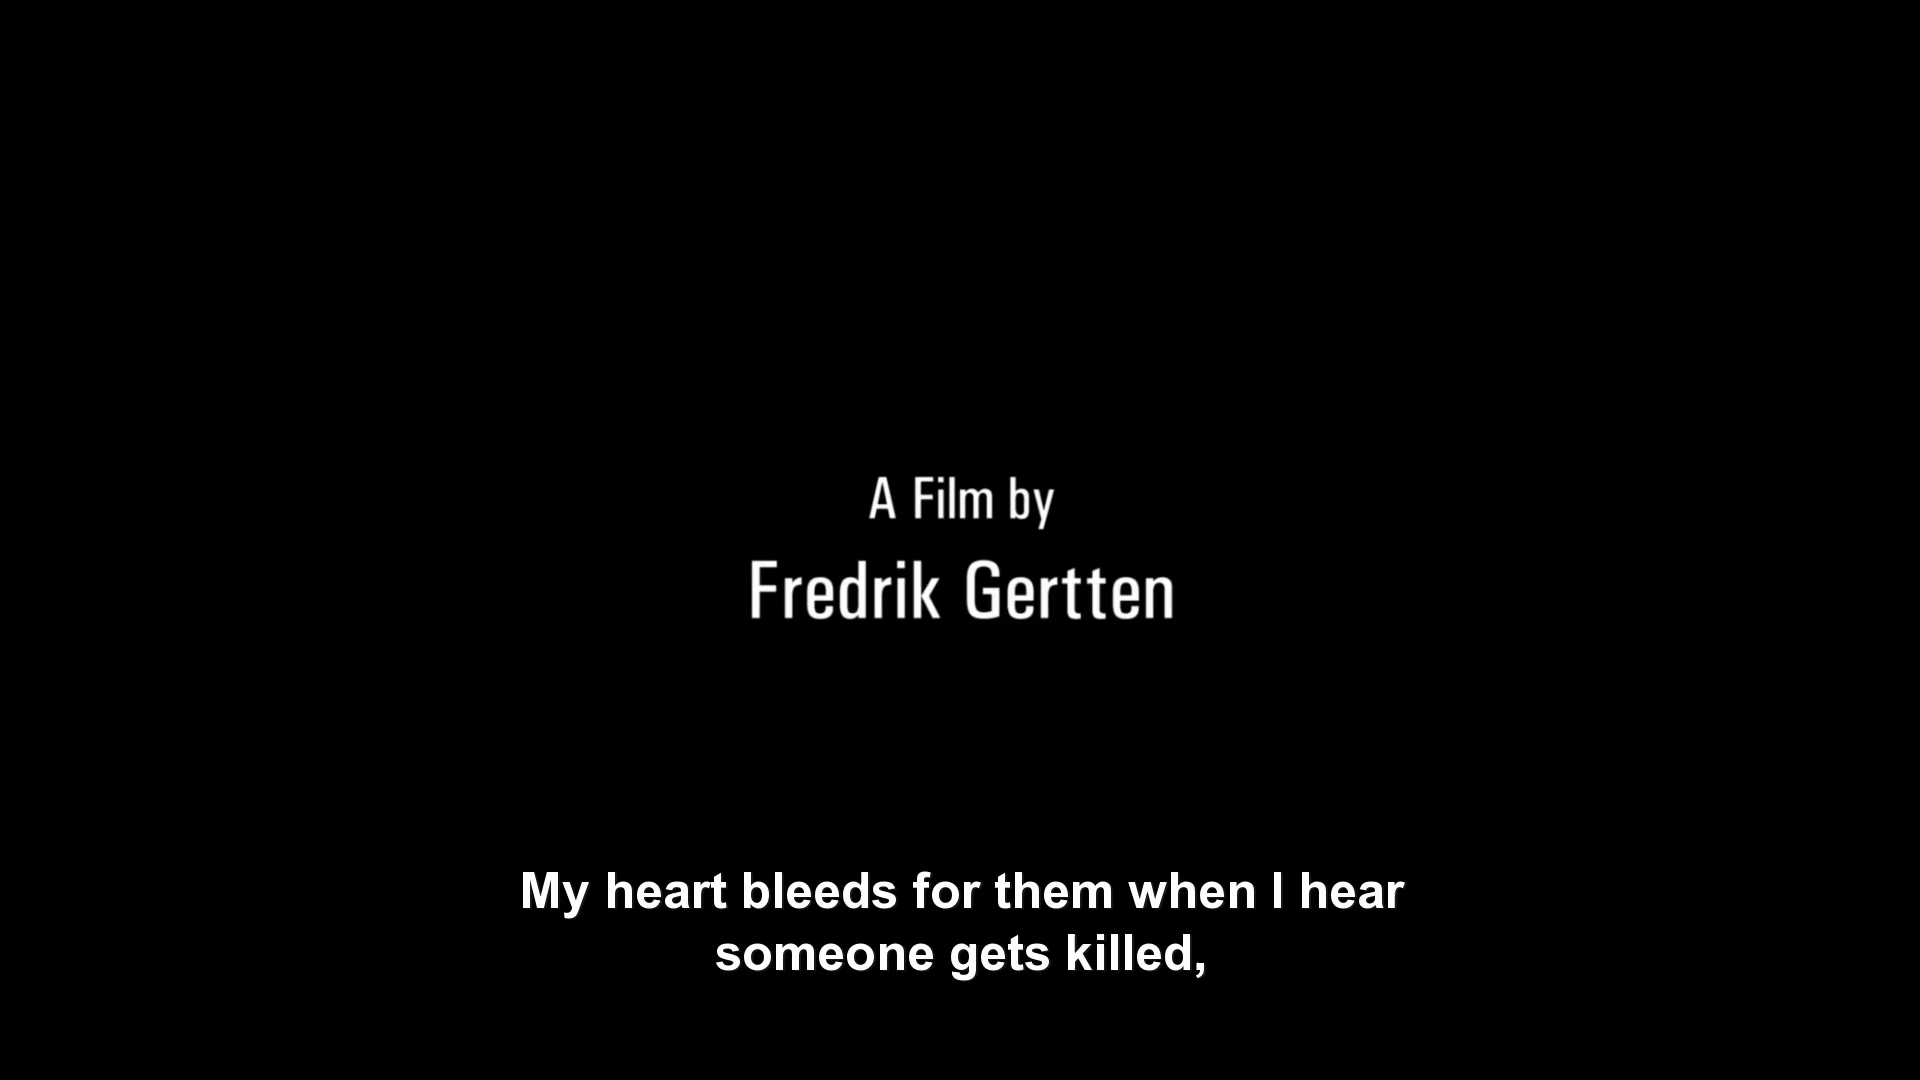 A Film by
Fredrik Gertten
My heart bleeds for them when I hear
someone gets killed,